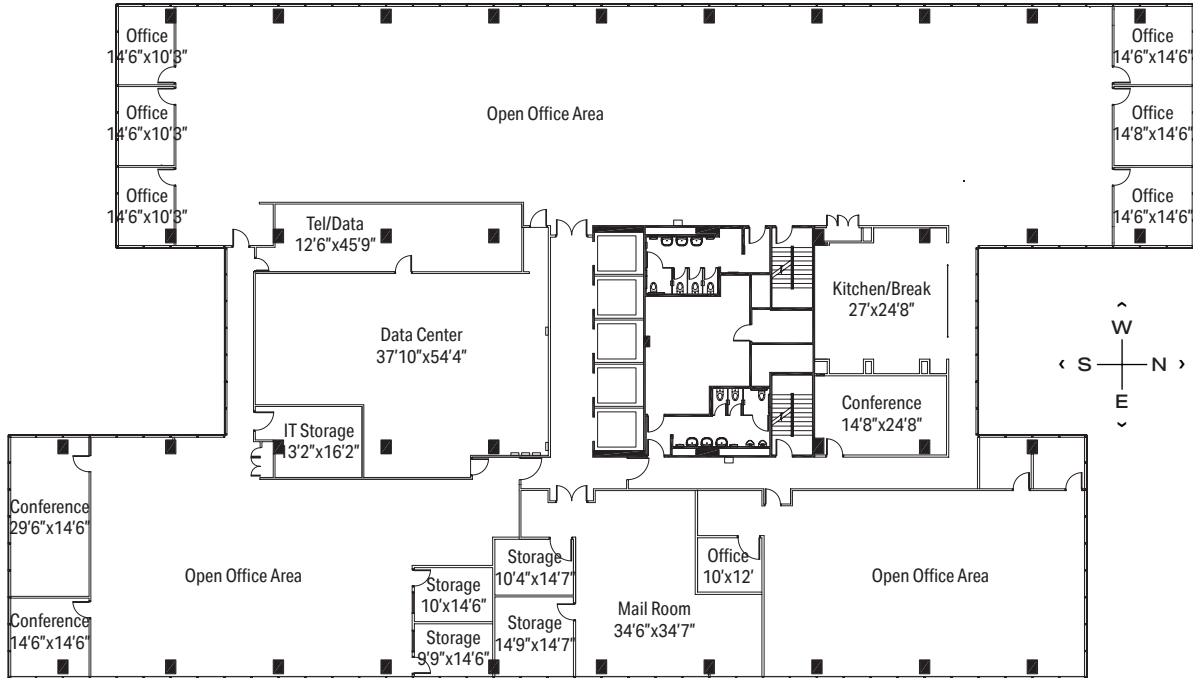 Office
14'6"x10'3"
Office
14'6"x14'6"
Open Office Area
Office
14'6"x10'3"
Office
14'8"x14'6"
Office
14'6"x10'3"
Office
14'6"x14'6"
Tel/Data
12'6"x45'9"
Kitchen/Break
27'x24'8"
Data Center
37'10"x54'4"
W
S
N
E
Conference
14'8"x24'8"
IT Storage
13'2"x16'2"
Conference
29'6"x14'6"
Open Office Area
Storage
10'4"x14'7"
Office
10'x12'
Open Office Area
Storage
10'x14'6"
Mail Room
34'6"x34'7"
Conference
14'6"x14'6"
Storage
9'9"x14'6"
Storage
14'9"x14'7"